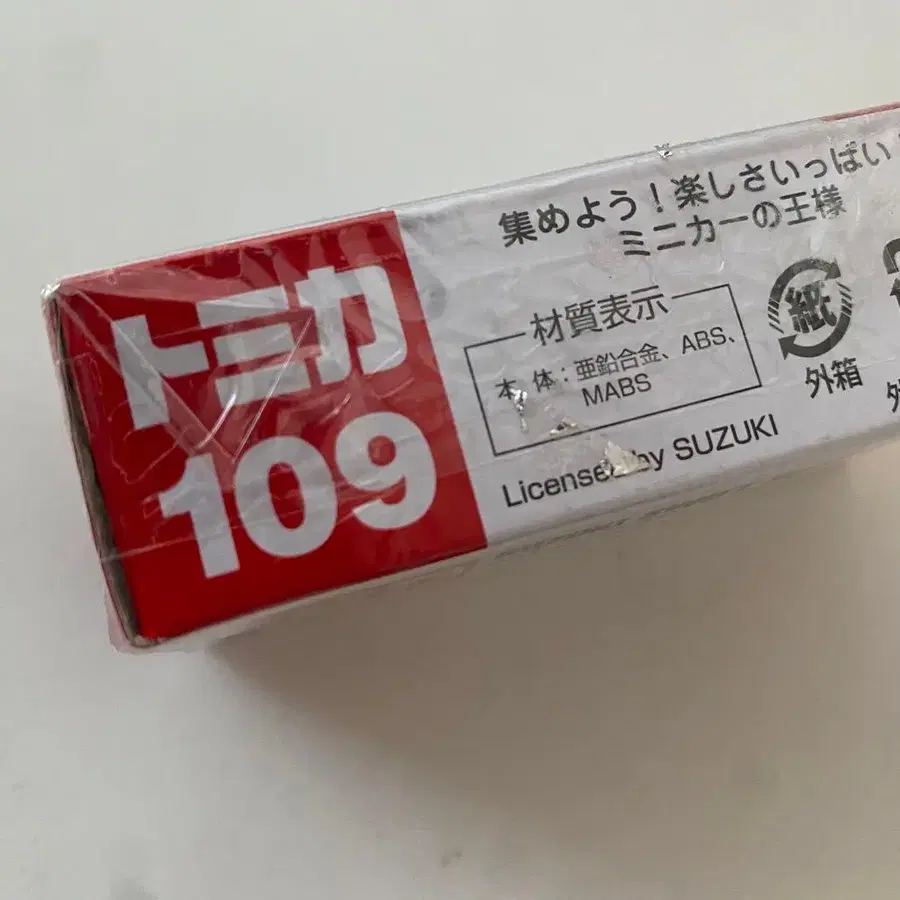 トミカ
109
集めよう!楽しさいっぱい
ミニカーの王様
材質表示
本 体:亜鉛合金、ABS、
MABS
Licensed by SUZUKI
紙
外箱